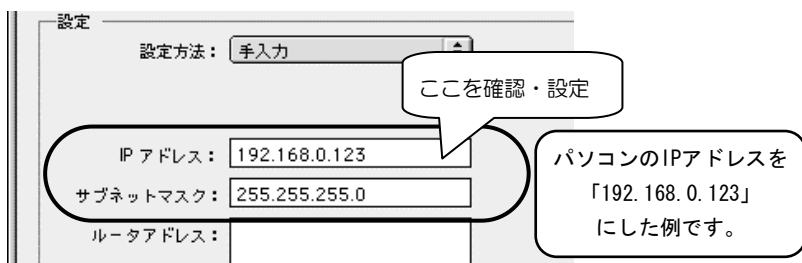 設定
設定方法： 手入力
ここを確認・設定
IP アドレス： 192.168.0.123
サブネットマスク： 255.255.255.0
ルータアドレス：
パソコンのIPアドレスを
「192.168.0.123」
にした例です。